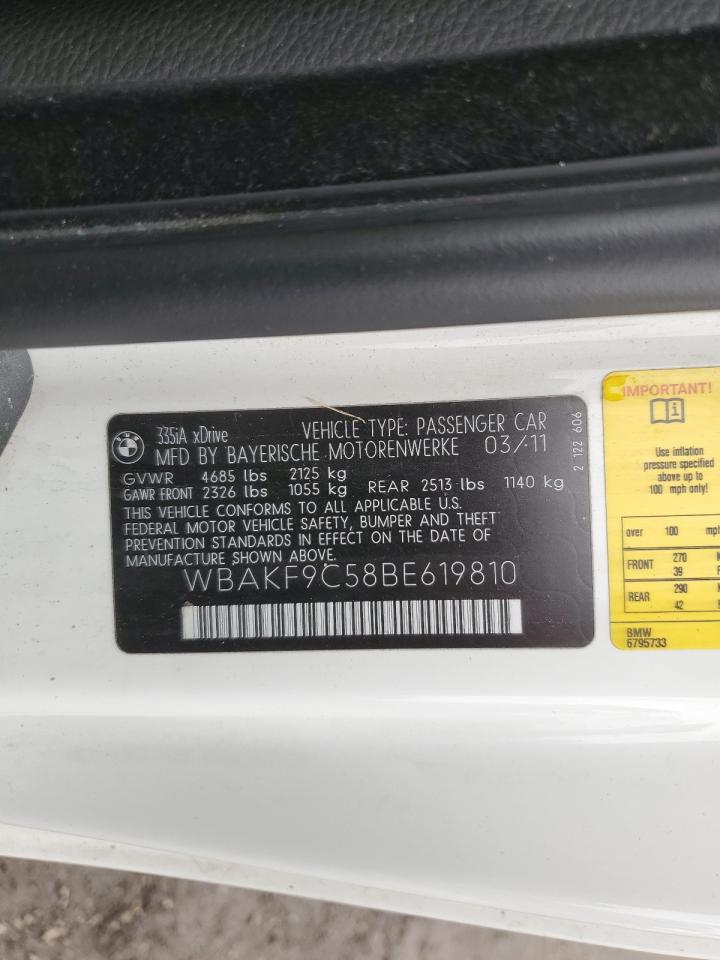 BMW
335iA xDrive VEHICLE TYPE: PASSENGER CAR
MFD BY BAYERISCHE MOTORENWERKE 03/11
GVWR 4685 lbs 2125 kg
GAWR FRONT 2326 lbs 1055 kg REAR 2513 lbs 1140 kg
THIS VEHICLE CONFORMS TO ALL APPLICABLE U.S.
FEDERAL MOTOR VEHICLE SAFETY, BUMPER AND THEFT
PREVENTION STANDARDS IN EFFECT ON THE DATE OF
MANUFACTURE SHOWN ABOVE.
WBAKF9C58BE619810
2 122 606
IMPORTANT!
Use inflation
pressure specified
above up to
100 mph only!
over 100 mp
FRONT 270
39
REAR 290
42
BMW
6795733